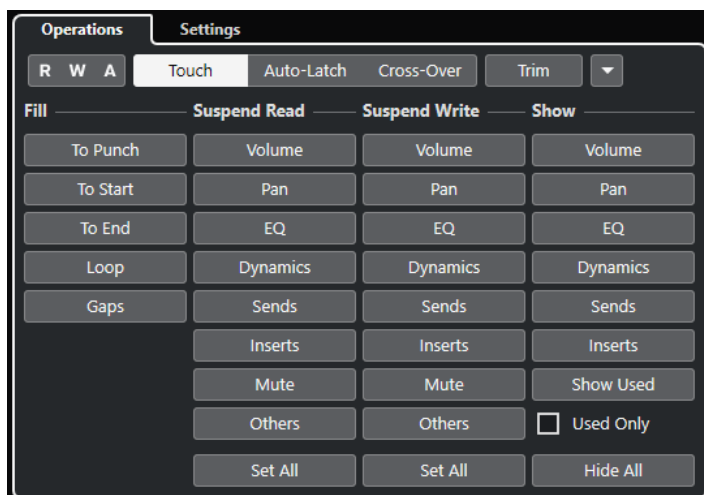 Operations Settings
R W A Touch Auto-Latch Cross-Over Trim
Fill Suspend Read Suspend Write Show
To Punch Volume Volume Volume
To Start Pan Pan Pan
To End EQ EQ EQ
Loop Dynamics Dynamics Dynamics
Gaps Sends Sends Sends
Inserts Inserts Inserts
Mute Mute Show Used
Others Others Used Only
Set All Set All Hide All